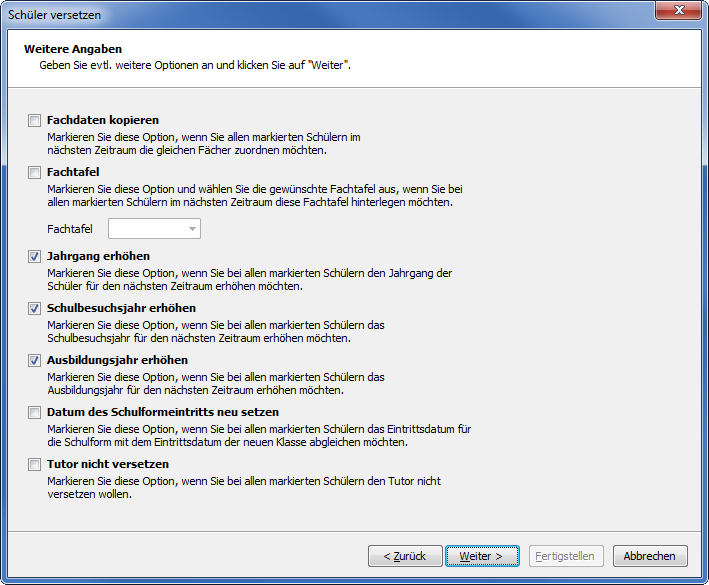 Schüler versetzen
Weitere Angaben
Geben Sie evtl. weitere Optionen an und klicken Sie auf "Weiter".
Fachdaten kopieren
Markieren Sie diese Option, wenn Sie allen markierten Schülern im
nächsten Zeitraum die gleichen Fächer zuordnen möchten.
Fachtafel
Markieren Sie diese Option und wählen Sie die gewünschte Fachtafel aus, wenn Sie bei
allen markierten Schülern im nächsten Zeitraum diese Fachtafel hinterlegen möchten.
Fachtafel
Jahrgang erhöhen
Markieren Sie diese Option, wenn Sie bei allen markierten Schülern den Jahrgang der
Schüler für den nächsten Zeitraum erhöhen möchten.
Schulbesuchsjahr erhöhen
Markieren Sie diese Option, wenn Sie bei allen markierten Schülern das
Schulbesuchsjahr für den nächsten Zeitraum erhöhen möchten.
Ausbildungsjahr erhöhen
Markieren Sie diese Option, wenn Sie bei allen markierten Schülern das
Ausbildungsjahr für den nächsten Zeitraum erhöhen möchten.
Datum des Schulformeintritts neu setzen
Markieren Sie diese Option, wenn Sie bei allen markierten Schülern das Eintrittsdatum für
die Schulform mit dem Eintrittsdatum der neuen Klasse abgleichen möchten.
Tutor nicht versetzen
Markieren Sie diese Option, wenn Sie bei allen markierten Schülern den Tutor nicht
versetzen wollen.
< Zurück Weiter > Fertigstellen Abbrechen